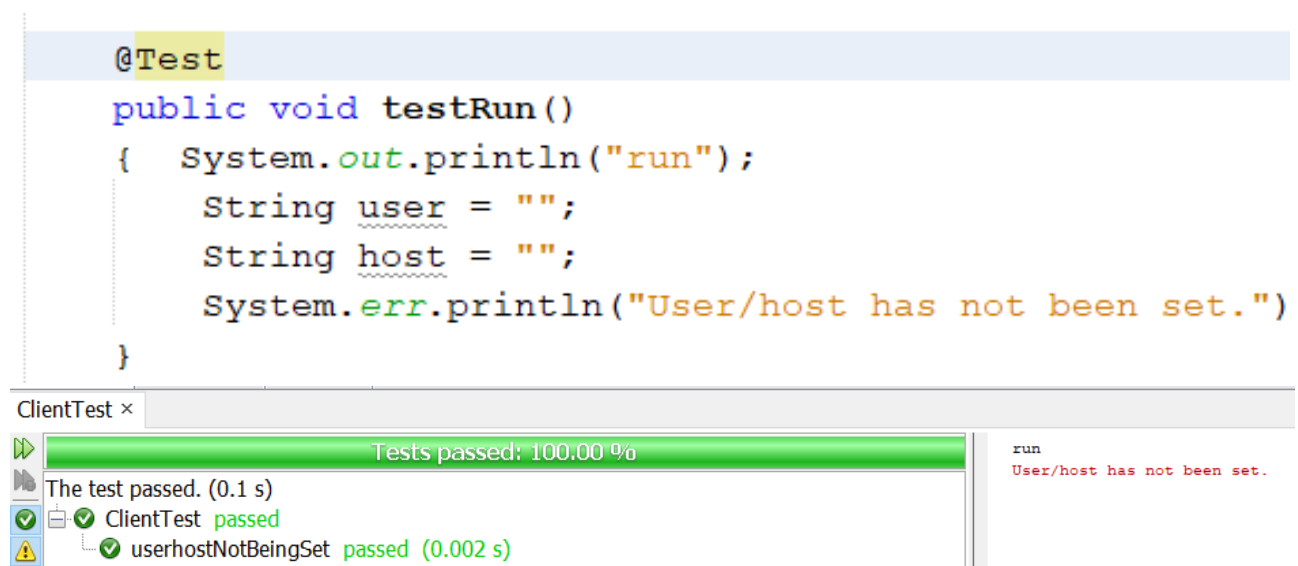 @Test
public void testRun()
{ System.out.println("run");
String user = "";
String host = "";
System.err.println("User/host has not been set.")
}
ClientTest ×
Tests passed: 100.00 %
The test passed. (0.1 s)
ClientTest passed
userhostNotBeingSet passed (0.002 s)
run
User/host has not been set.